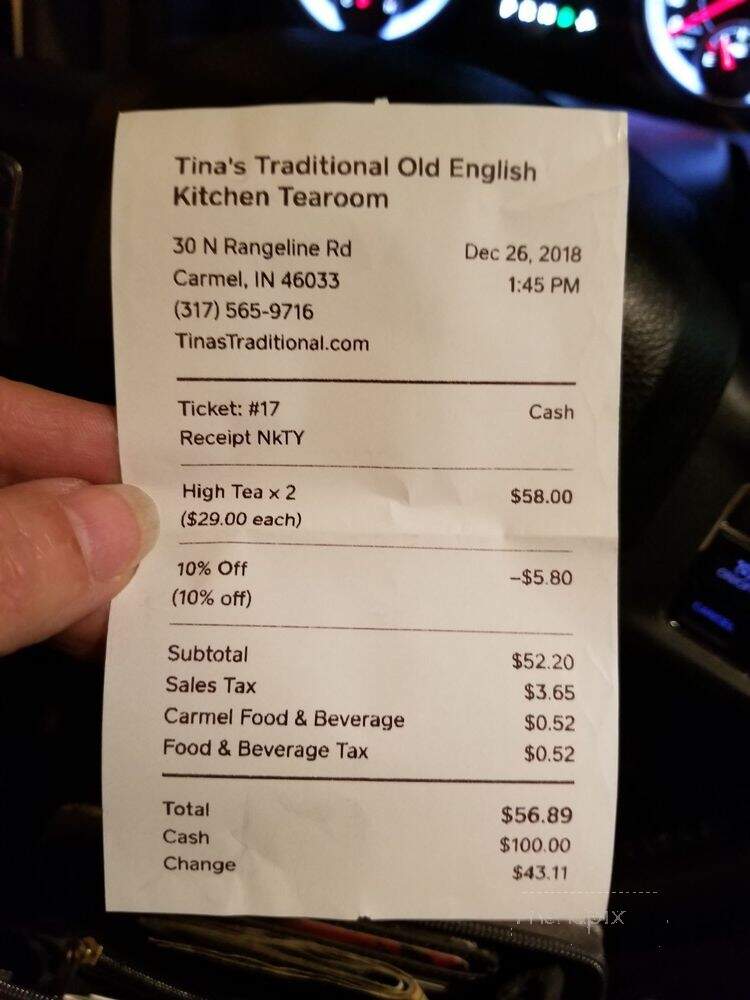 Tina's Traditional Old English
Kitchen Tearoom
30 N Rangeline Rd Dec 26, 2018
Carmel, IN 46033 1:45 PM
(317) 565-9716
TinasTraditional.com
Ticket: #17 Cash
Receipt NkTY
High Tea x 2 $58.00
($29.00 each)
10% Off –$5.80
(10% off)
Subtotal $52.20
Sales Tax $3.65
Carmel Food & Beverage $0.52
Food & Beverage Tax $0.52
Total $56.89
Cash $100.00
Change $43.11
CANCEL